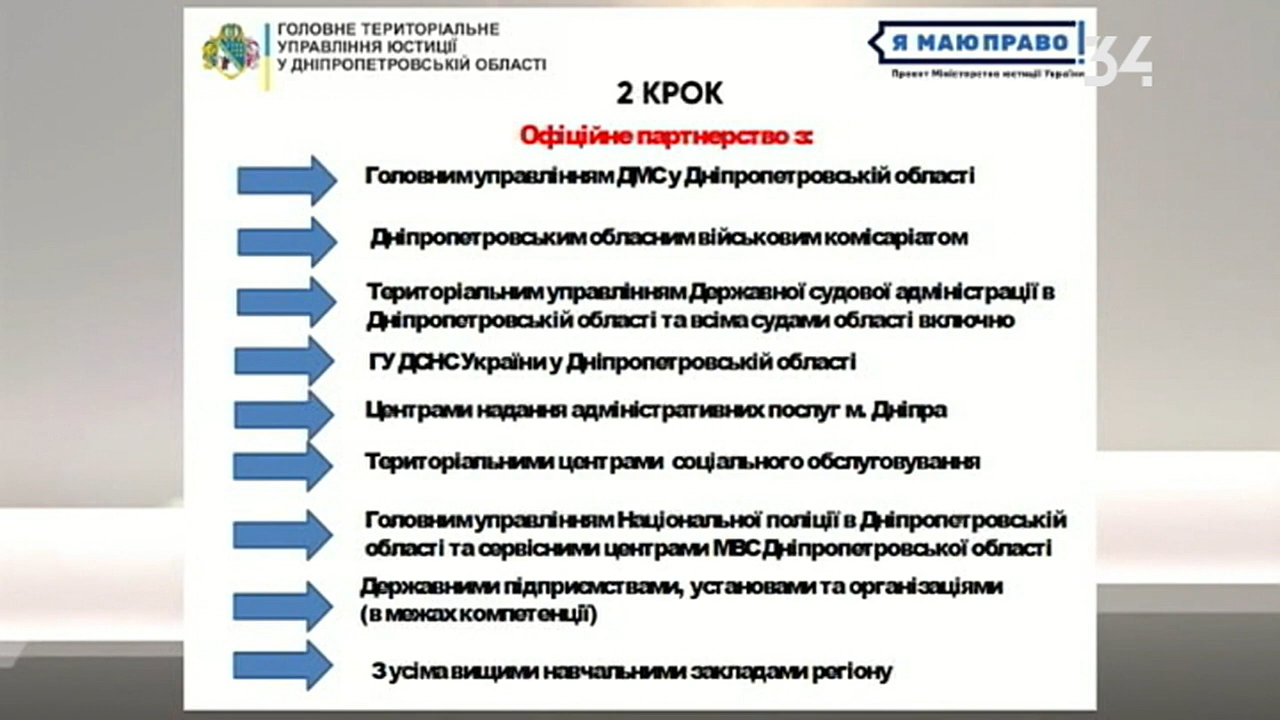 ГОЛОВНЕ ТЕРИТОРІАЛЬНЕ
УПРАВЛІННЯ ЮСТИЦІЇ
У ДНІПРОПЕТРОВСЬКІЙ ОБЛАСТІ
Я МАЮ ПРАВО
Проект Міністерства юстиції України
34
2 КРОК
Офіційне партнерство з:
Головним управлінням ДМС у Дніпропетровській області
Дніпропетровським обласним військовим комісаріатом
Територіальним управлінням Державної судової адміністрації в
Дніпропетровській області та всіма судами області включно
ГУ ДСНС України у Дніпропетровській області
Центрами надання адміністративних послуг м. Дніпра
Територіальними центрами соціального обслуговування
Головним управлінням Національної поліції в Дніпропетровській
області та сервісними центрами МВС Дніпропетровської області
Державними підприємствами, установами та організаціями
(в межах компетенції)
З усіма вищими навчальними закладами регіону